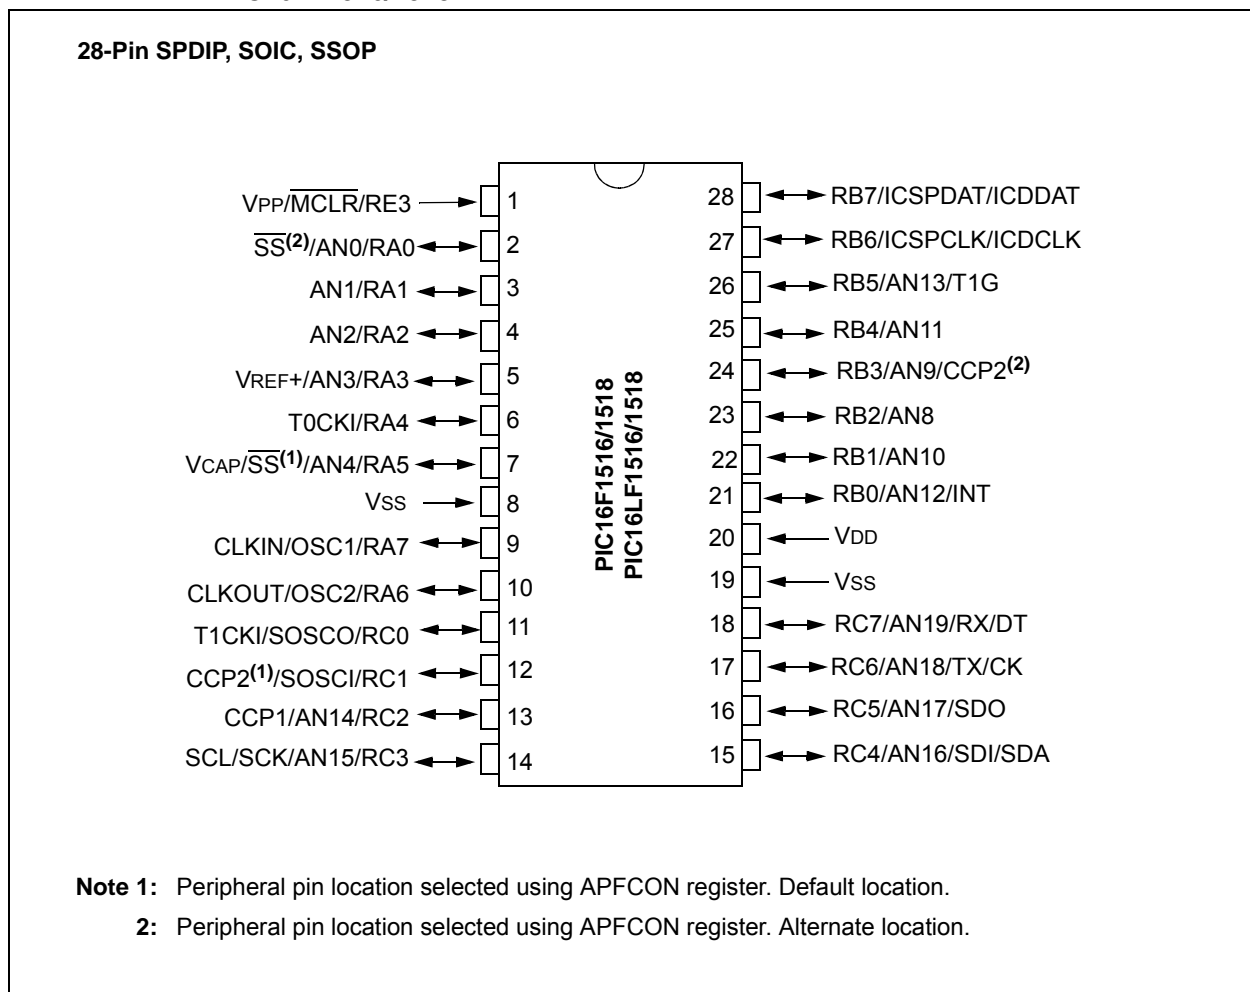 28-Pin SPDIP, SOIC, SSOP
VPP/MCLR/RE3 1 28 RB7/ICSPDAT/ICDDAT
SS(2)/AN0/RA0 2 27 RB6/ICSPCLK/ICDCLK
AN1/RA1 3 26 RB5/AN13/T1G
AN2/RA2 4 25 RB4/AN11
VREF+/AN3/RA3 5 24 RB3/AN9/CCP2(2)
T0CKI/RA4 6 23 RB2/AN8
VCAP/SS(1)/AN4/RA5 7 22 RB1/AN10
VSS 8 21 RB0/AN12/INT
CLKIN/OSC1/RA7 9 20 VDD
CLKOUT/OSC2/RA6 10 19 VSS
T1CKI/SOSCO/RC0 11 18 RC7/AN19/RX/DT
CCP2(1)/SOSCI/RC1 12 17 RC6/AN18/TX/CK
CCP1/AN14/RC2 13 16 RC5/AN17/SDO
SCL/SCK/AN15/RC3 14 15 RC4/AN16/SDI/SDA
PIC16F1516/1518
PIC16LF1516/1518
Note 1: Peripheral pin location selected using APFCON register. Default location.
2: Peripheral pin location selected using APFCON register. Alternate location.